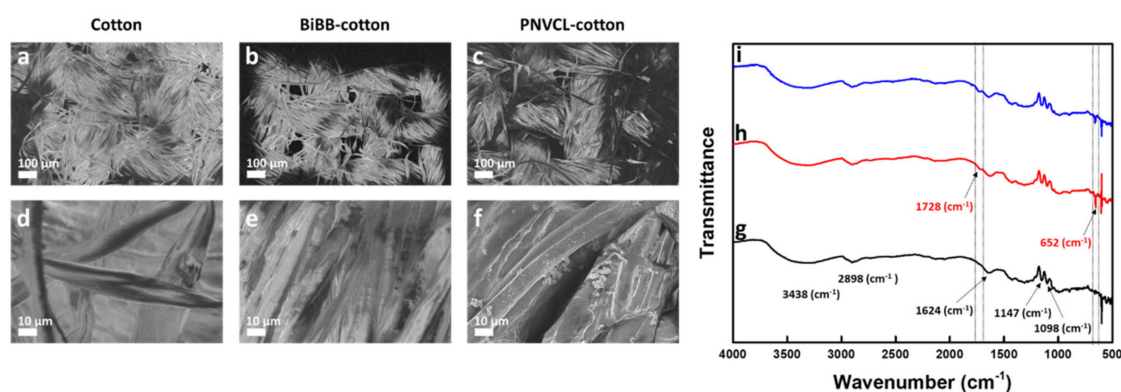 Cotton
BiBB-cotton
PNVCL-cotton
a
100 μm
b
100 μm
c
100 μm
d
10 μm
e
10 μm
f
10 μm
Transmittance
i
h
1728 (cm⁻¹)
652 (cm⁻¹)
g
2898 (cm⁻¹)
3438 (cm⁻¹)
1624 (cm⁻¹)
1147 (cm⁻¹)
1098 (cm⁻¹)
4000 3500 3000 2500 2000 1500 1000 500
Wavenumber (cm⁻¹)